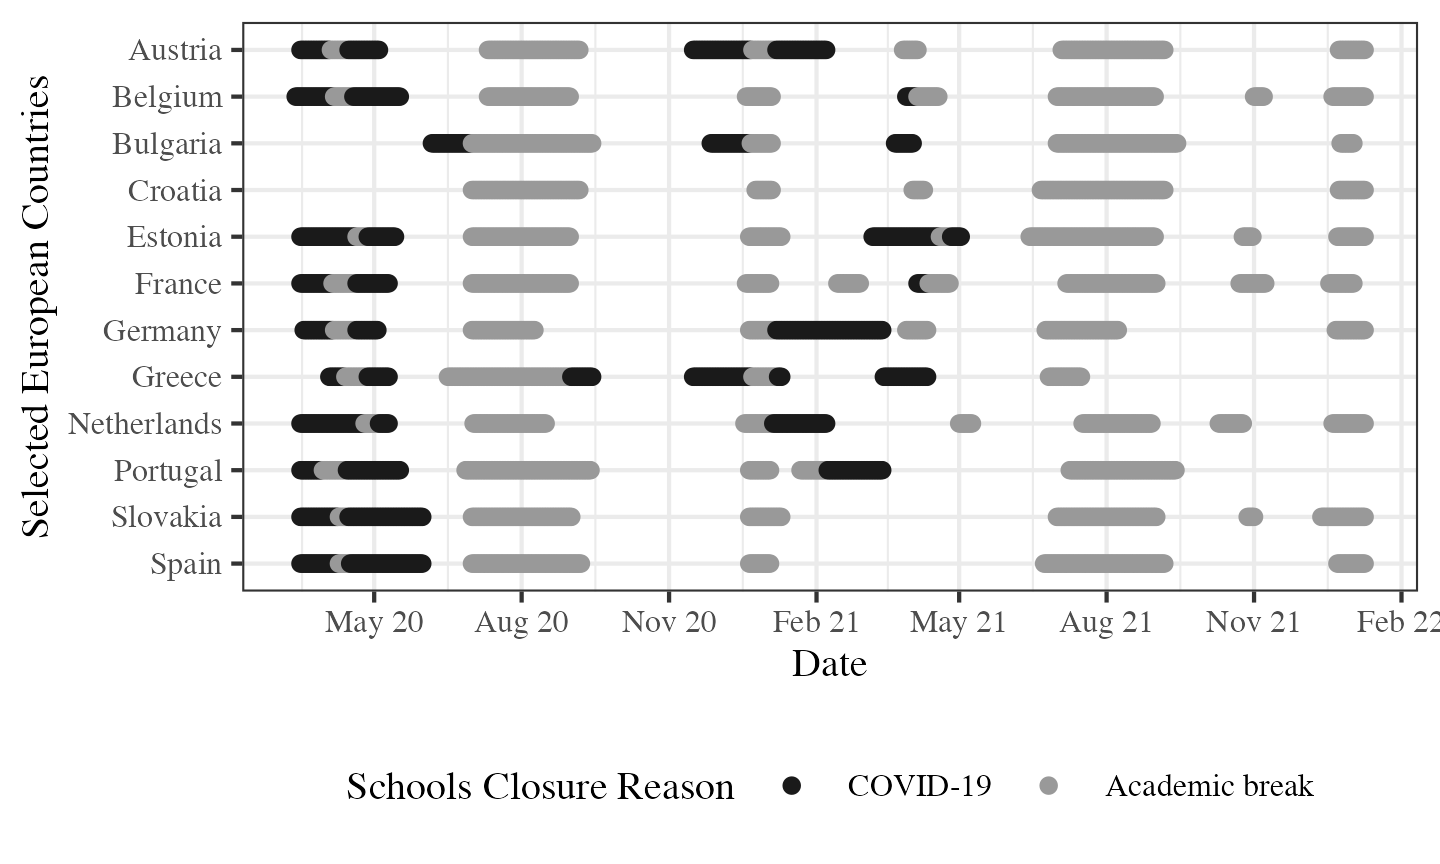 Selected European Countries
Austria
Belgium
Bulgaria
Croatia
Estonia
France
Germany
Greece
Netherlands
Portugal
Slovakia
Spain
May 20 Aug 20 Nov 20 Feb 21 May 21 Aug 21 Nov 21 Feb 22
Date
Schools Closure Reason COVID-19 Academic break